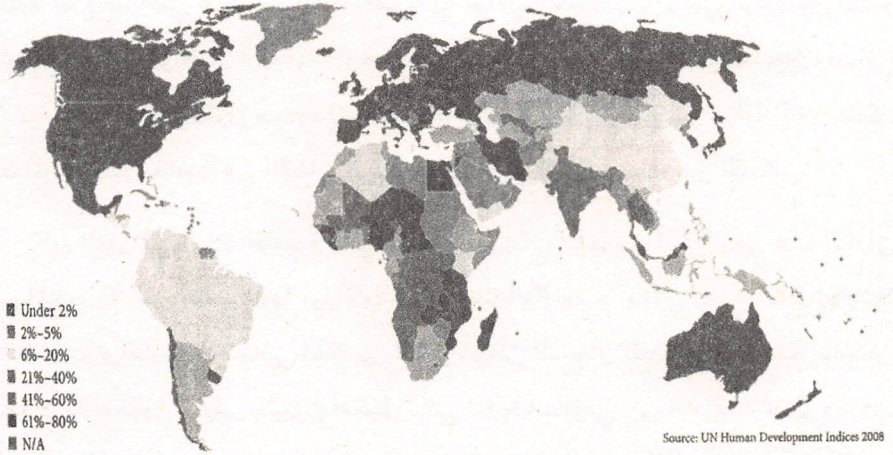 Under 2%
2%–5%
6%–20%
21%–40%
41%–60%
61%–80%
N/A
Source: UN Human Development Indices 2008